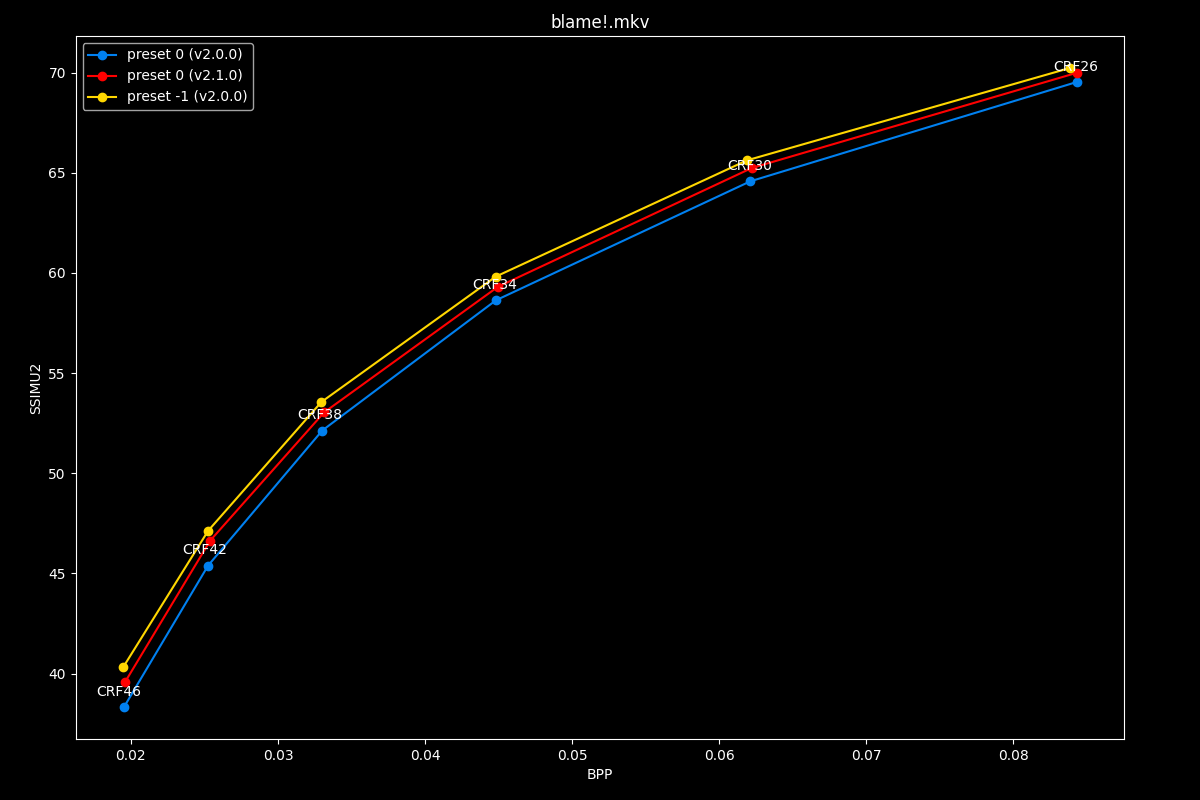 blame!.mkv
preset 0 (v2.0.0)
preset 0 (v2.1.0)
preset -1 (v2.0.0)
CRF26
CRF30
CRF34
CRF38
CRF42
CRF46
70
65
60
55
50
45
40
SSIMU2
0.02 0.03 0.04 0.05 0.06 0.07 0.08
BPP